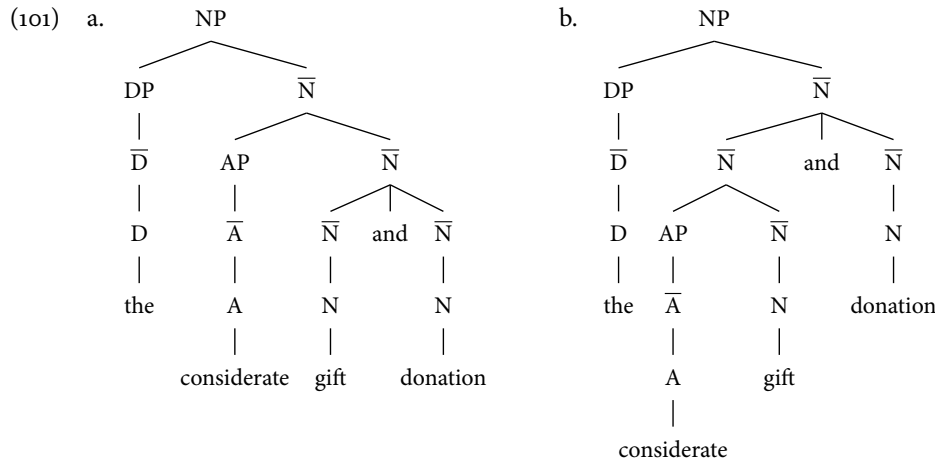 (101) a. NP b. NP
DP N̅ DP N̅
D̅ AP N̅ D̅ N̅ and N̅
D A̅ N̅ and N̅ D AP N̅ N
the A N N the A̅ N donation
considerate gift donation A gift
considerate